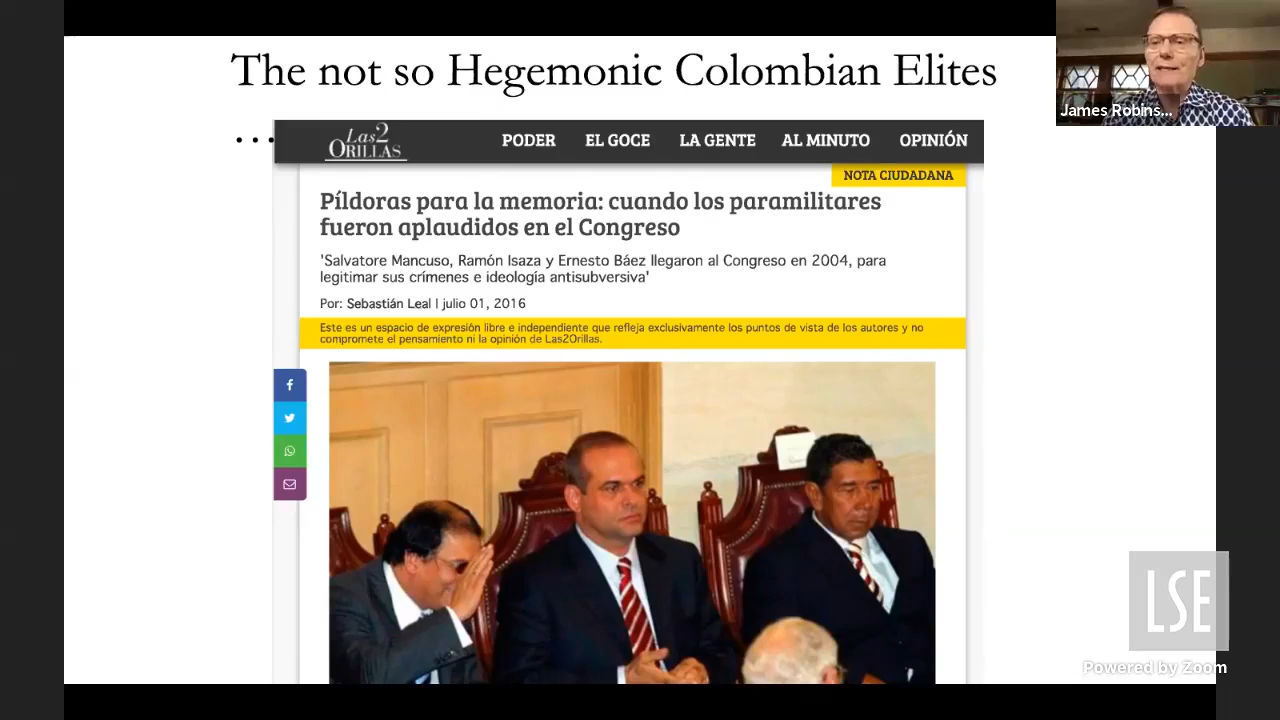 The not so Hegemonic Colombian Elites
James Robins...
...
Las2
ORILLAS
PODER EL GOCE LA GENTE AL MINUTO OPINIÓN
NOTA CIUDADANA
Píldoras para la memoria: cuando los paramilitares
fueron aplaudidos en el Congreso
'Salvatore Mancuso, Ramón Isaza y Ernesto Báez llegaron al Congreso en 2004, para
legitimar sus crímenes e ideología antisubversiva'
Por: Sebastián Leal | julio 01, 2016
Este es un espacio de expresión libre e independiente que refleja exclusivamente los puntos de vista de los autores y no
compromete el pensamiento ni la opinión de Las2Orillas.
LSE
Powered by Zoom